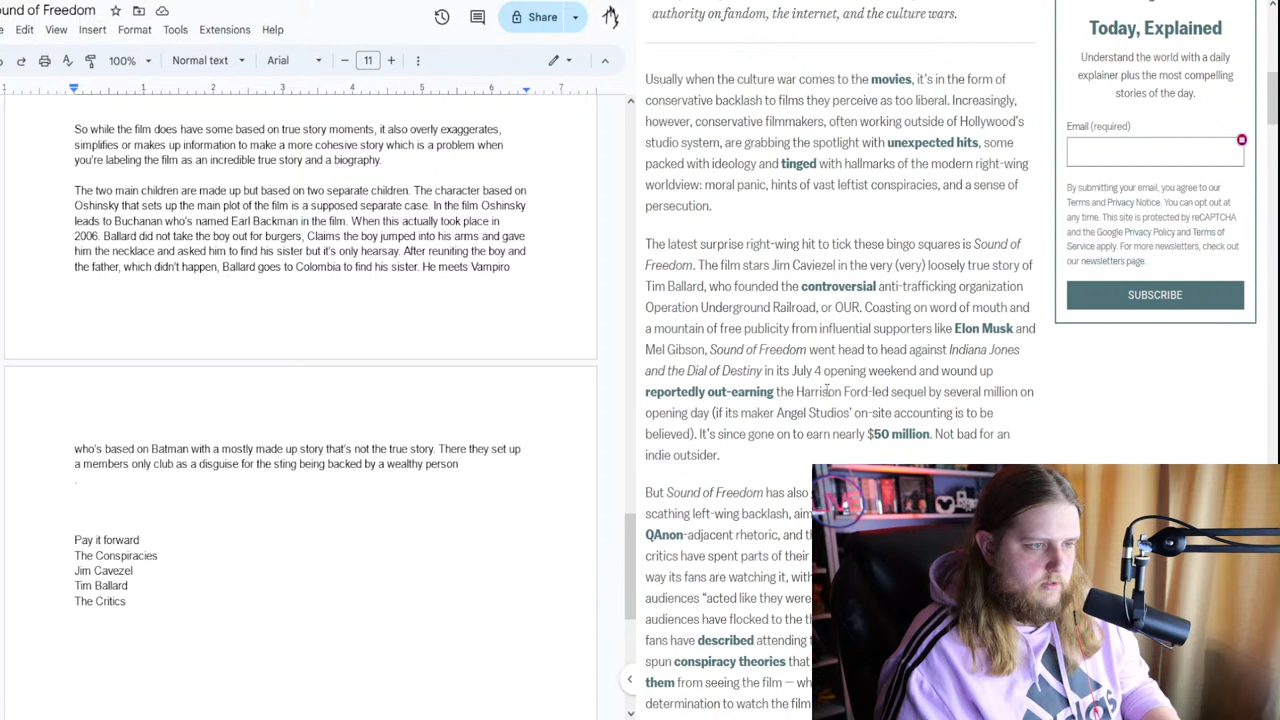 ound of Freedom
Edit View Insert Format Tools Extensions Help
Share
100% Normal text Arial 11
1 1 2 3 4 5 6 7
So while the film does have some based on true story moments, it also overly exaggerates,
simplifies or makes up information to make a more cohesive story which is a problem when
you're labeling the film as an incredible true story and a biography.
The two main children are made up but based on two separate children. The character based on
Oshinsky that sets up the main plot of the film is a supposed separate case. In the film Oshinsky
leads to Buchanan who's named Earl Backman in the film. When this actually took place in
2006. Ballard did not take the boy out for burgers, Claims the boy jumped into his arms and gave
him the necklace and asked him to find his sister but it's only hearsay. After reuniting the boy and
the father, which didn't happen, Ballard goes to Colombia to find his sister. He meets Vampiro
who's based on Batman with a mostly made up story that's not the true story. There they set up
a members only club as a disguise for the sting being backed by a wealthy person
.
Pay it forward
The Conspiracies
Jim Cavezel
Tim Ballard
The Critics
authority on fandom, the internet, and the culture wars.
Usually when the culture war comes to the movies, it's in the form of
conservative backlash to films they perceive as too liberal. Increasingly,
however, conservative filmmakers, often working outside of Hollywood's
studio system, are grabbing the spotlight with unexpected hits, some
packed with ideology and tinged with hallmarks of the modern right-wing
worldview: moral panic, hints of vast leftist conspiracies, and a sense of
persecution.
The latest surprise right-wing hit to tick these bingo squares is Sound of
Freedom. The film stars Jim Caviezel in the very (very) loosely true story of
Tim Ballard, who founded the controversial anti-trafficking organization
Operation Underground Railroad, or OUR. Coasting on word of mouth and
a mountain of free publicity from influential supporters like Elon Musk and
Mel Gibson, Sound of Freedom went head to head against Indiana Jones
and the Dial of Destiny in its July 4 opening weekend and wound up
reportedly out-earning the Harrison Ford-led sequel by several million on
opening day (if its maker Angel Studios' on-site accounting is to be
believed). It's since gone on to earn nearly $50 million. Not bad for an
indie outsider.
But Sound of Freedom has also
scathing left-wing backlash, aim
QAnon-adjacent rhetoric, and th
critics have spent parts of their
way its fans are watching it, with
audiences "acted like they were
audiences have flocked to the th
fans have described attending t
spun conspiracy theories that
them from seeing the film — wh
determination to watch the film
Today, Explained
Understand the world with a daily
explainer plus the most compelling
stories of the day.
Email (required)
By submitting your email, you agree to our
Terms and Privacy Notice. You can opt out at
any time. This site is protected by reCAPTCHA
and the Google Privacy Policy and Terms of
Service apply. For more newsletters, check out
our newsletters page.
SUBSCRIBE